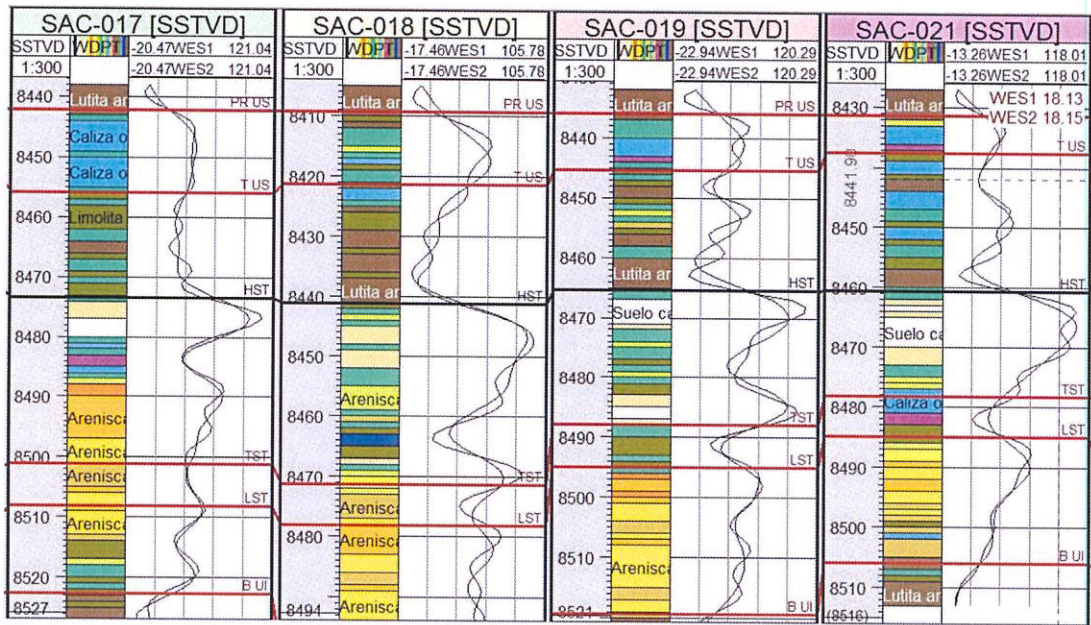 SAC-017 [SSTVD]
SSTVD WDPT -20.47WES1 121.04
1:300 -20.47WES2 121.04
8440
8450
8460
8470
8480
8490
8500
8510
8520
8527
Lutita ar
Caliza o
Caliza o
Limolita
Arenisca
Arenisca
Arenisca
Arenisca
PR US
T US
HST
TST
LST
B UI
SAC-018 [SSTVD]
SSTVD WDPT -17.46WES1 105.78
1:300 -17.46WES2 105.78
8410
8420
8430
8440
8450
8460
8470
8480
8494
Lutita ar
Lutita ar
Arenisca
Arenisca
Arenisca
Arenisca
PR US
T US
HST
TST
LST
SAC-019 [SSTVD]
SSTVD WDPT -22.94WES1 120.29
1:300 -22.94WES2 120.29
8440
8450
8460
8470
8480
8490
8500
8510
8521
Lutita ar
Lutita ar
Suelo ca
Arenisca
PR US
T US
HST
TST
LST
B UI
SAC-021 [SSTVD]
SSTVD WDPT -13.26WES1 118.01
1:300 -13.26WES2 118.01
8430
8441.90
8450
8460
8470
8480
8490
8500
8510
(8516)
Lutita ar
Suelo ca
Caliza o
Lutita ar
WES1 18.13
WES2 18.15
T US
TST
LST
B UI